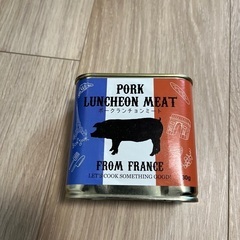 PORK
LUNCHEON MEAT
ポークランチョンミート
FROM FRANCE
LET'S COOK SOMETHING GOOD!